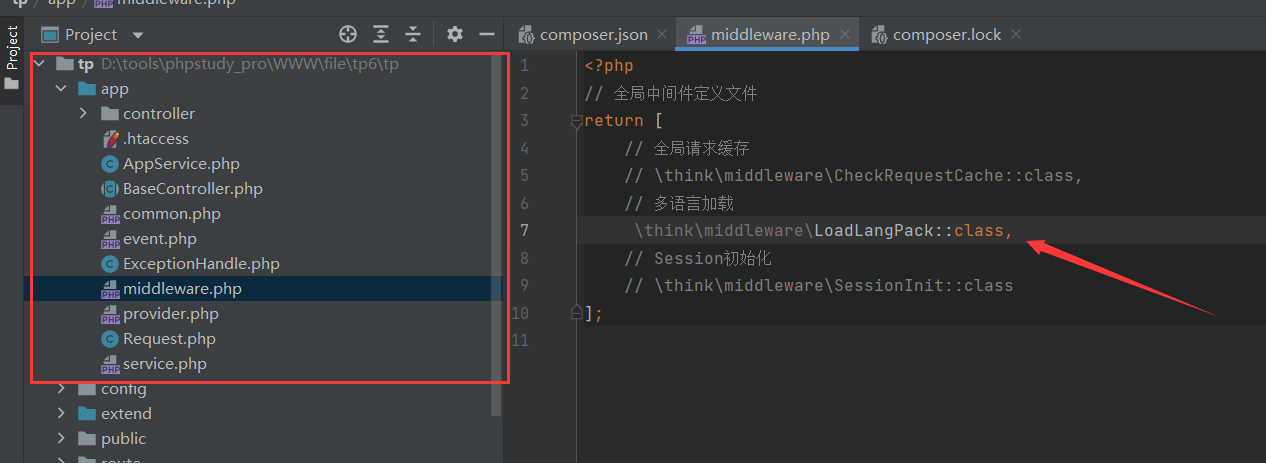 tp / app / middleware.php
Project
Project
tp D:\tools\phpstudy_pro\WWW\file\tp6\tp
app
controller
.htaccess
AppService.php
BaseController.php
common.php
event.php
ExceptionHandle.php
middleware.php
provider.php
Request.php
service.php
config
extend
public
route
composer.json
middleware.php
composer.lock
1 <?php
2 // 全局中间件定义文件
3 return [
4 // 全局请求缓存
5 // \think\middleware\CheckRequestCache::class,
6 // 多语言加载
7 \think\middleware\LoadLangPack::class,
8 // Session初始化
9 // \think\middleware\SessionInit::class
10 ];
11